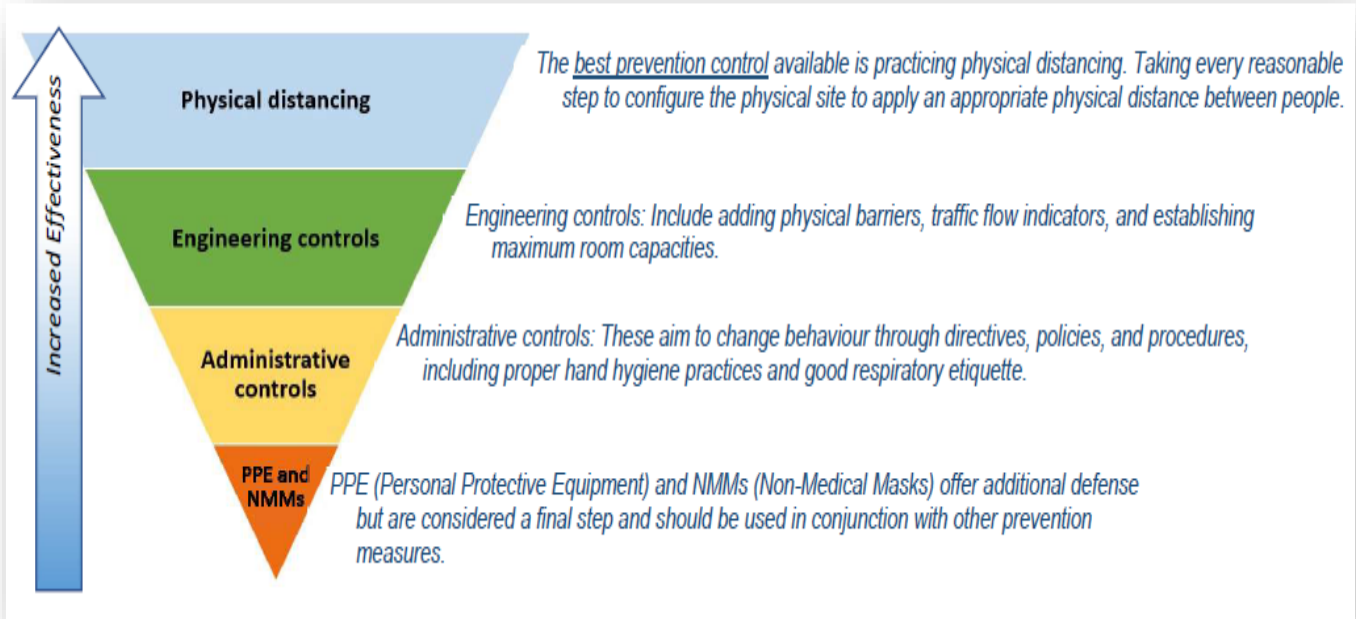 Increased Effectiveness
Physical distancing
The best prevention control available is practicing physical distancing. Taking every reasonable
step to configure the physical site to apply an appropriate physical distance between people.
Engineering controls
Engineering controls: Include adding physical barriers, traffic flow indicators, and establishing
maximum room capacities.
Administrative
controls
Administrative controls: These aim to change behaviour through directives, policies, and procedures,
including proper hand hygiene practices and good respiratory etiquette.
PPE and
NMMs
PPE (Personal Protective Equipment) and NMMs (Non-Medical Masks) offer additional defense
but are considered a final step and should be used in conjunction with other prevention
measures.